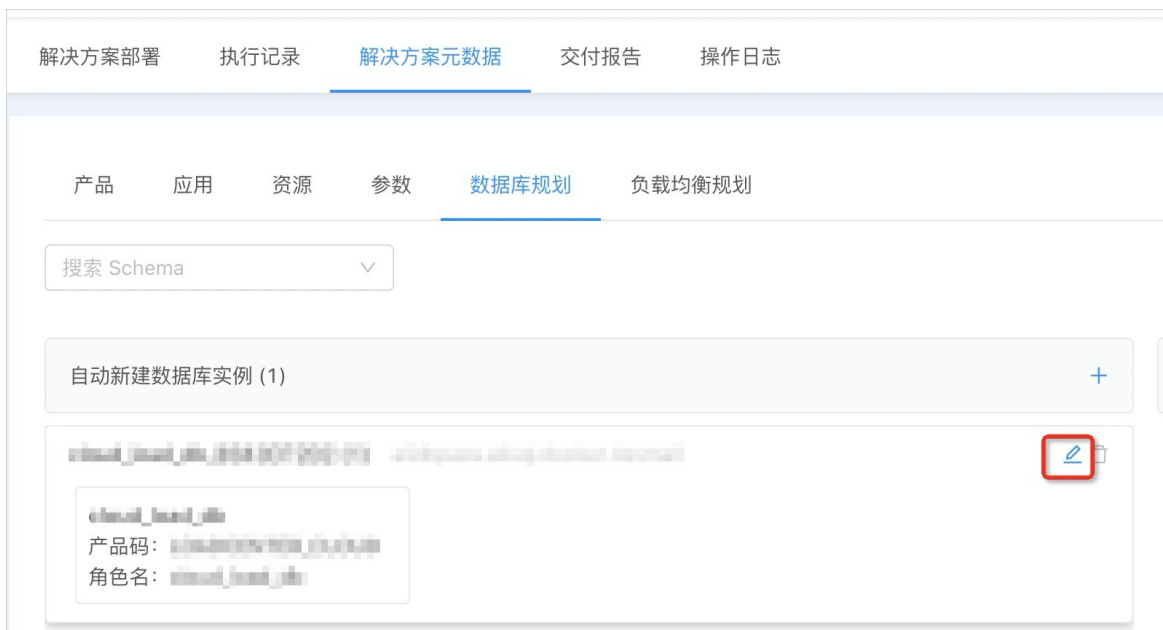 解决方案部署 执行记录 解决方案元数据 交付报告 操作日志
产品 应用 资源 参数 数据库规划 负载均衡规划
搜索 Schema
自动新建数据库实例 (1)
产品码：
角色名：